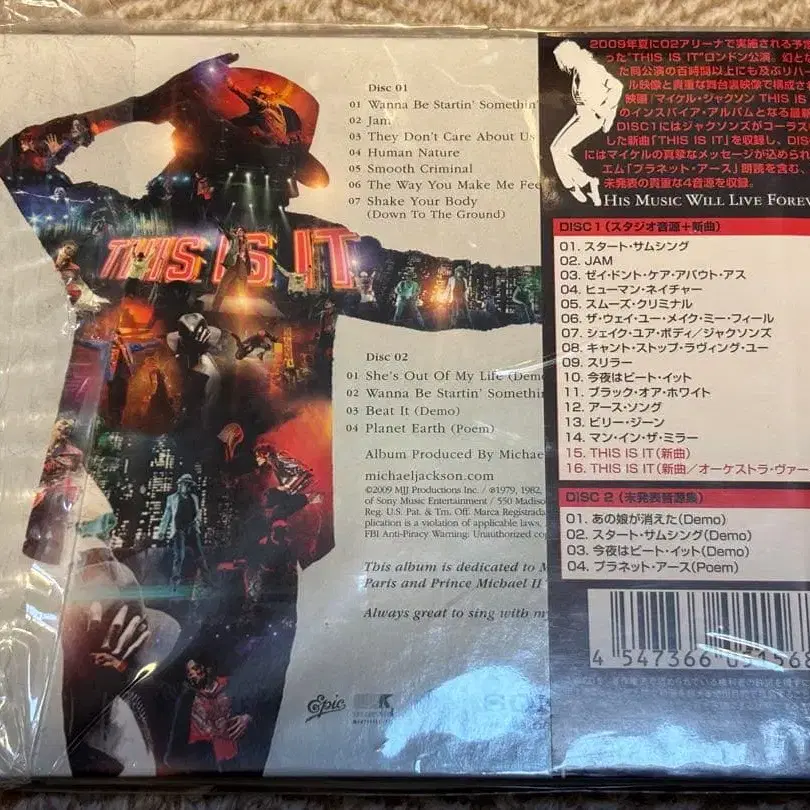 THIS IS IT
Disc 01
01 Wanna Be Startin' Somethin'
02 Jam
03 They Don't Care About Us
04 Human Nature
05 Smooth Criminal
06 The Way You Make Me Fee
07 Shake Your Body
(Down To The Ground)
Disc 02
01 She's Out Of My Life (Dem
02 Wanna Be Startin' Somethin
03 Beat It (Demo)
04 Planet Earth (Poem)
Album Produced By Michae
michaeljackson.com
©2009 MJJ Productions Inc. / ℗1979, 1982,
of Sony Music Entertainment / 550 Madiso
Reg. U.S. Pat. & Tm. Off. Marca Registrada
plication is a violation of applicable laws.
FBI Anti-Piracy Warning: Unauthorized co
This album is dedicated to M
Paris and Prince Michael II
Always great to sing with m
Epic
2009年夏にO2アリーナで実施される予
った"THIS IS IT"ロンドン公演。幻とな
た同公演の百時間以上にも及ぶリハ
ル映像と貴重な舞台裏映像で構成され
映画「マイケル・ジャクソン THIS IS
のインスパイア・アルバムとなる最新
DISC1にはジャクソンズがコーラス
した新曲「THIS IS IT」を収録し、DIS
にはマイケルの真摯なメッセージが込められ
エム「プラネット・アース」朗読を含む、
未発表の貴重な4音源を収録。
HIS MUSIC WILL LIVE FOREV
DISC 1 (スタジオ音源+新曲)
01. スタート・サムシング
02. JAM
03. ゼイ・ドント・ケア・アバウト・アス
04. ヒューマン・ネイチャー
05. スムーズ・クリミナル
06. ザ・ウェイ・ユー・メイク・ミー・フィール
07. シェイク・ユア・ボディ/ジャクソンズ
08. キャント・ストップ・ラヴィング・ユー
09. スリラー
10. 今夜はビート・イット
11. ブラック・オア・ホワイト
12. アース・ソング
13. ビリー・ジーン
14. マン・イン・ザ・ミラー
15. THIS IS IT(新曲)
16. THIS IS IT(新曲/オーケストラ・ヴァー
DISC 2 (未発表音源集)
01. あの娘が消えた(Demo)
02. スタート・サムシング(Demo)
03. 今夜はビート・イット(Demo)
04. プラネット・アース(Poem)
4 547366